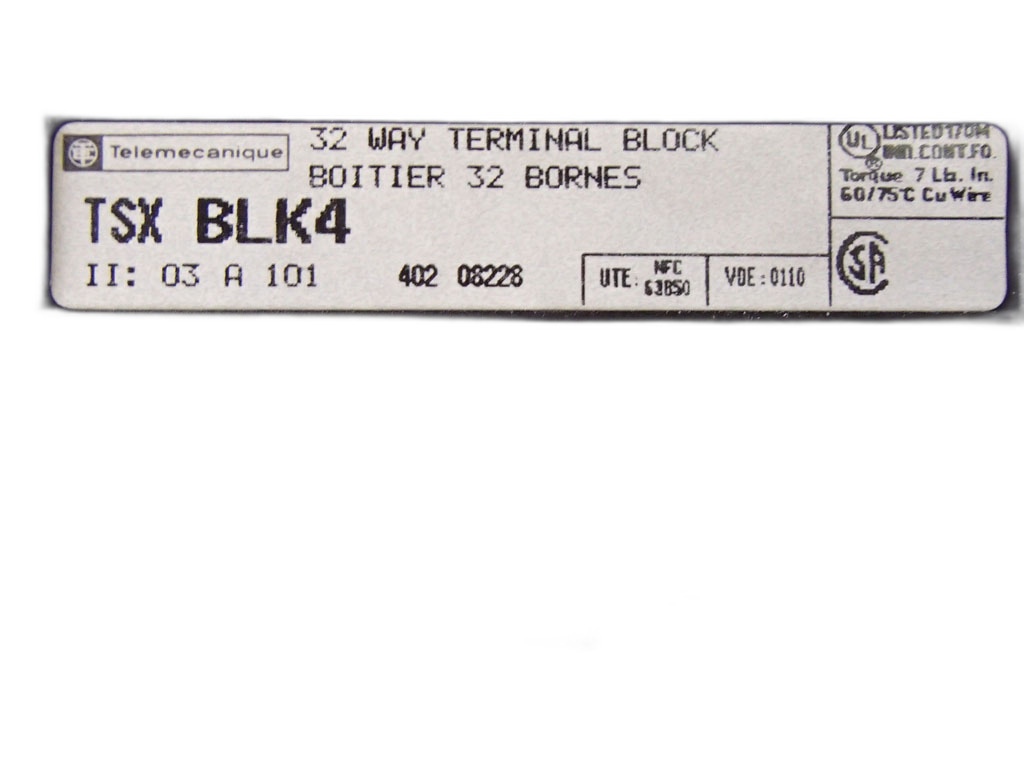 Telemecanique
32 WAY TERMINAL BLOCK
BOITIER 32 BORNES
TSX BLK4
II: 03 A 101 402 08228
UTE: NFC 63850
VDE: 0110
UL LISTED 170M
®
IND. CONT. EQ.
Torque 7 Lb. In.
60/75°C Cu Wire
SA